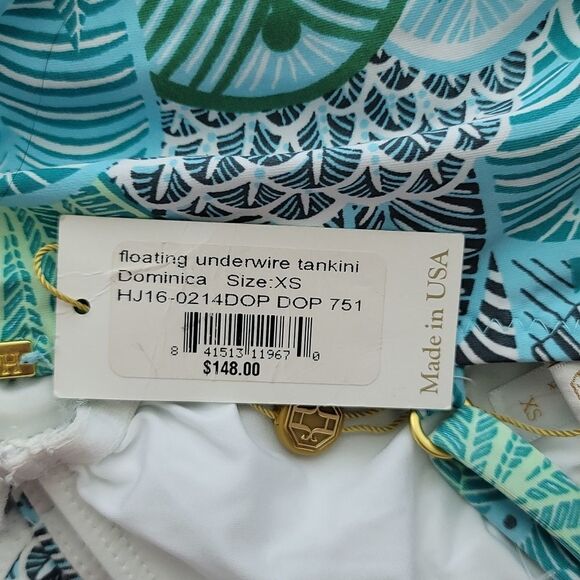 floating underwire tankini
Dominica Size:XS
HJ16-0214DOP DOP 751
8 41513 11967 0
$148.00
Made in USA
H
XS